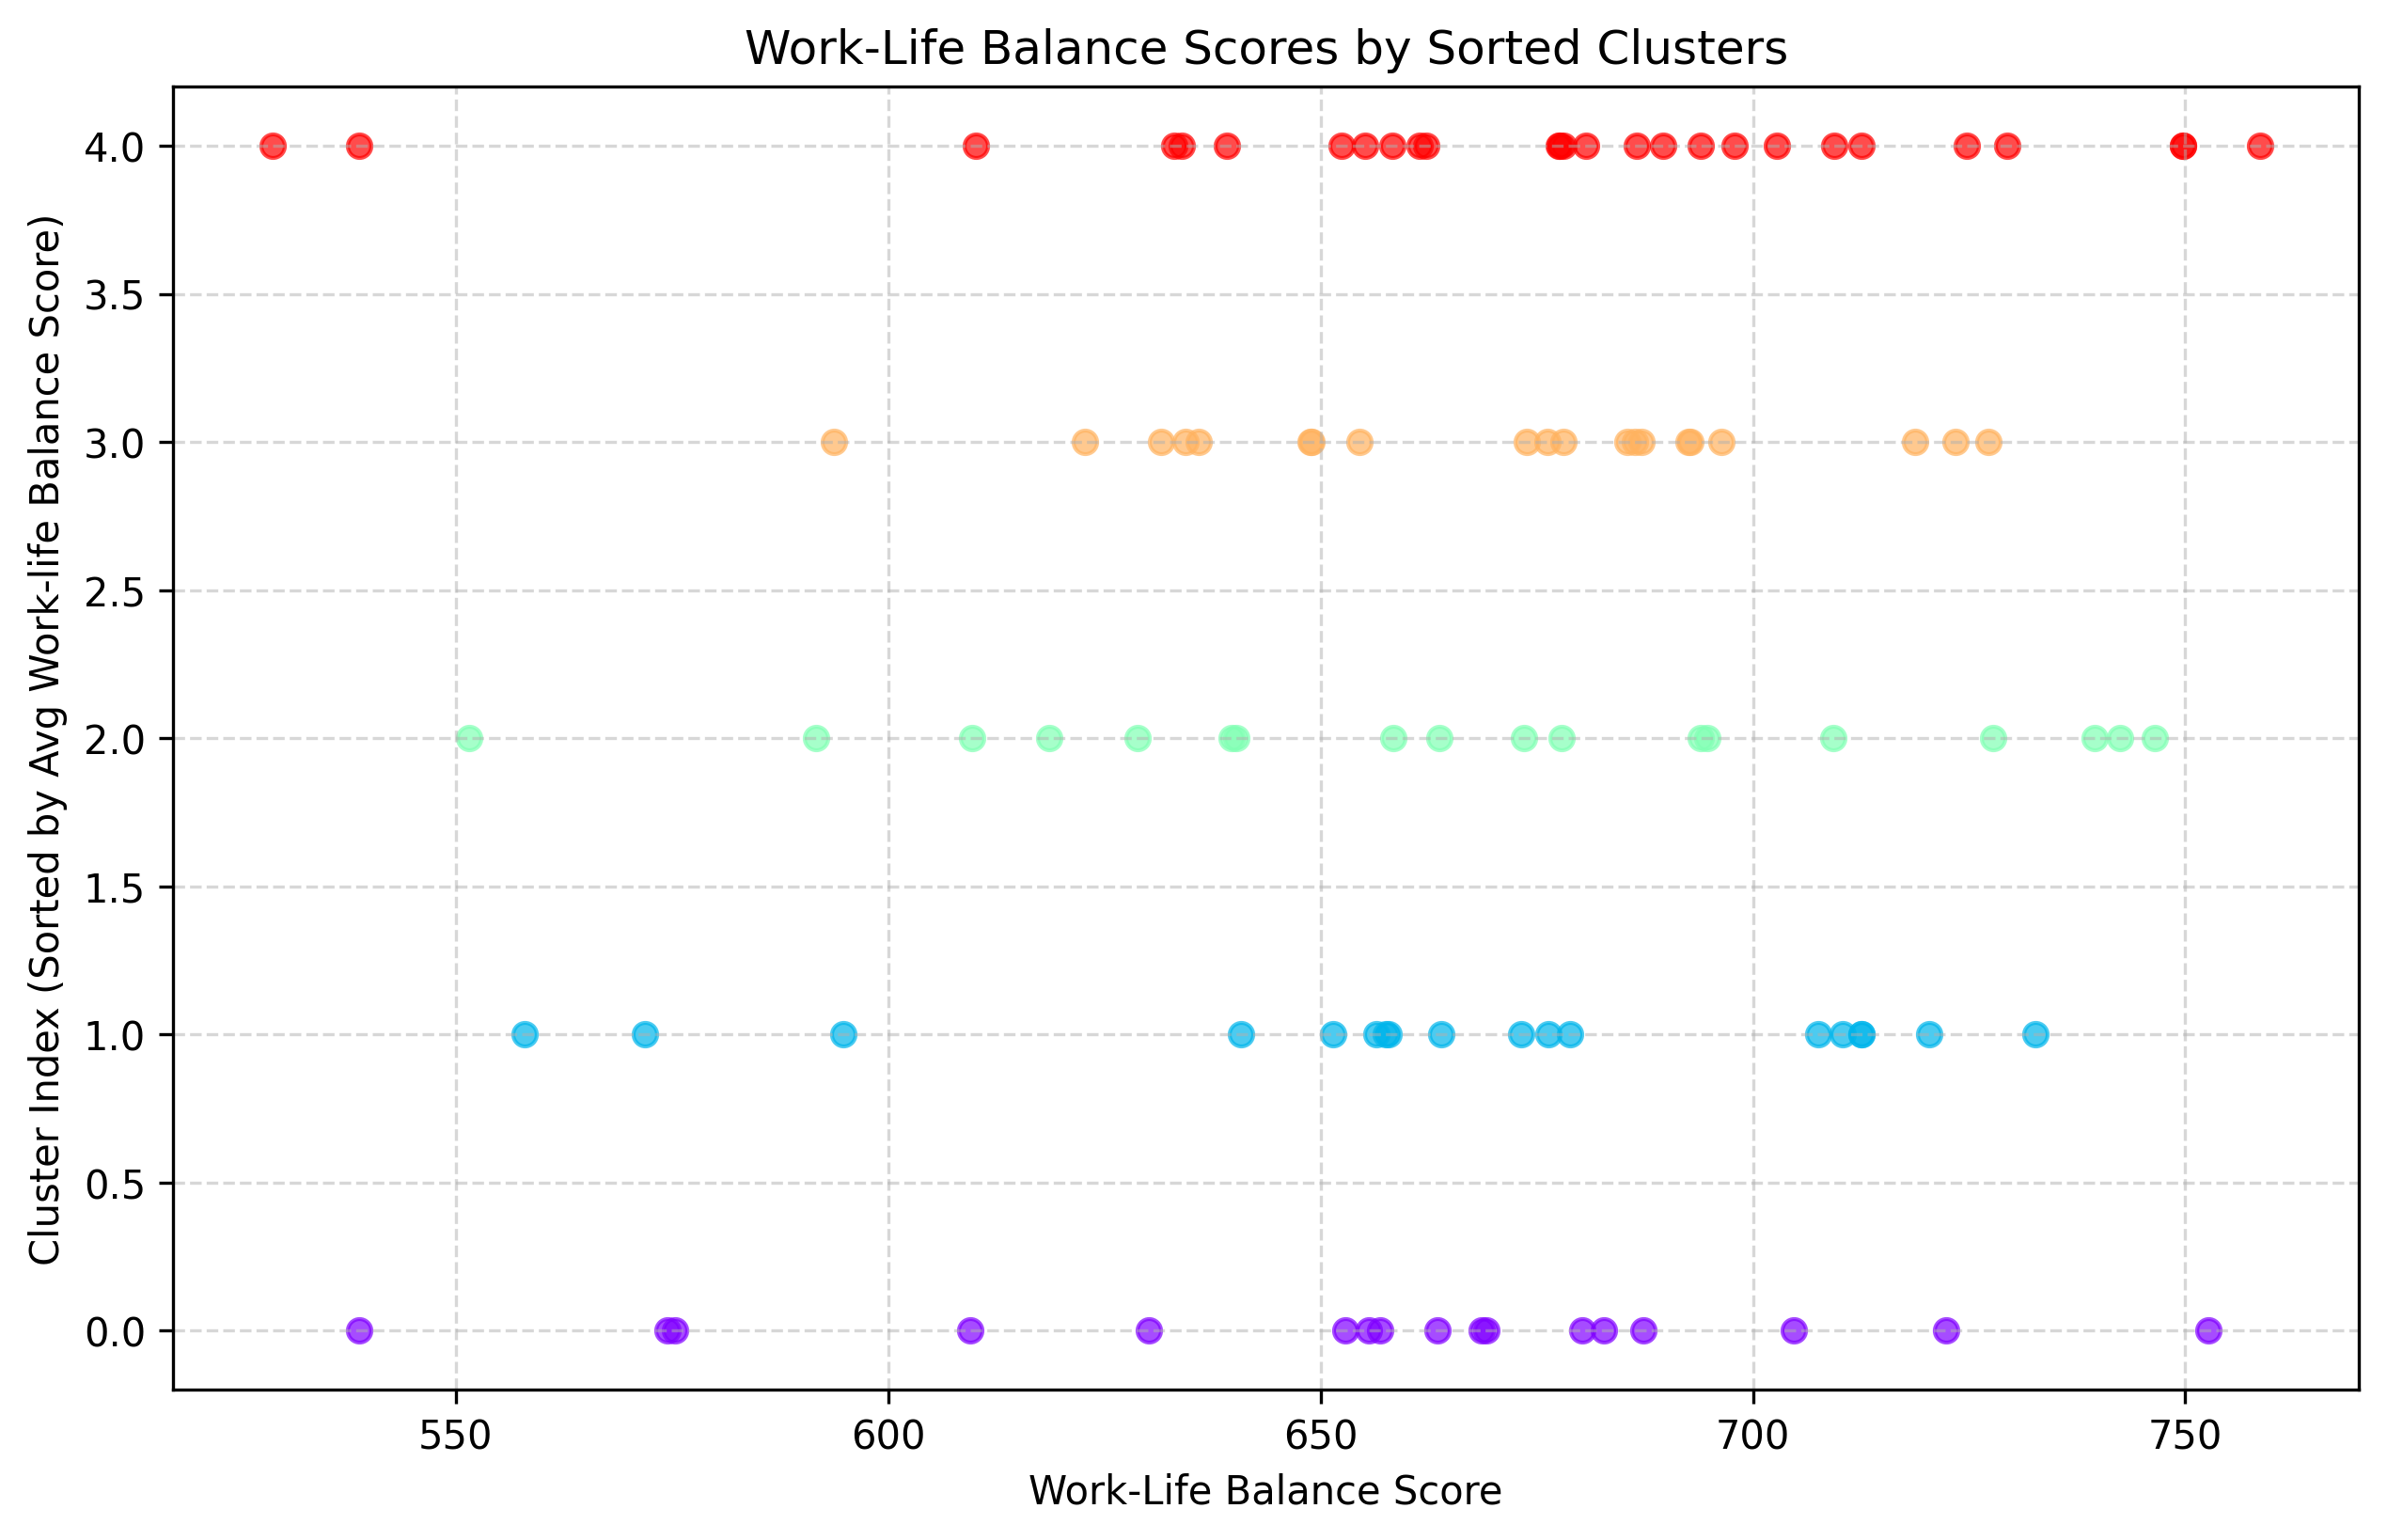 Work-Life Balance Scores by Sorted Clusters
Cluster Index (Sorted by Avg Work-life Balance Score)
4.0
3.5
3.0
2.5
2.0
1.5
1.0
0.5
0.0
550 600 650 700 750
Work-Life Balance Score